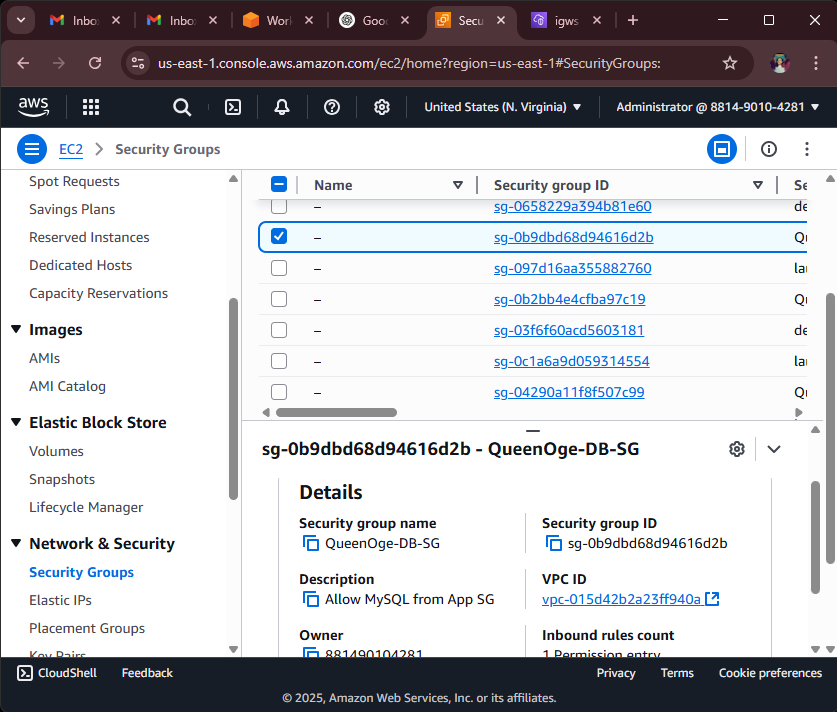 Inbo
Inbo
Work
Goo
Secu
igws
us-east-1.console.aws.amazon.com/ec2/home?region=us-east-1#SecurityGroups:
aws
United States (N. Virginia)
Administrator @ 8814-9010-4281
EC2
Security Groups
Spot Requests
Savings Plans
Reserved Instances
Dedicated Hosts
Capacity Reservations
Images
AMIs
AMI Catalog
Elastic Block Store
Volumes
Snapshots
Lifecycle Manager
Network & Security
Security Groups
Elastic IPs
Placement Groups
Key Pairs
Name
Security group ID
Se
– sg-0658229a394b81e60 de
– sg-0b9dbd68d94616d2b Qu
– sg-097d16aa355882760 lau
– sg-0b2bb4e4cfba97c19 Qu
– sg-03f6f60acd5603181 de
– sg-0c1a6a9d059314554 lau
– sg-04290a11f8f507c99 Qu
sg-0b9dbd68d94616d2b - QueenOge-DB-SG
Details
Security group name
QueenOge-DB-SG
Security group ID
sg-0b9dbd68d94616d2b
Description
Allow MySQL from App SG
VPC ID
vpc-015d42b2a23ff940a
Owner
881490104281
Inbound rules count
1 Permission entry
CloudShell
Feedback
Privacy
Terms
Cookie preferences
© 2025, Amazon Web Services, Inc. or its affiliates.